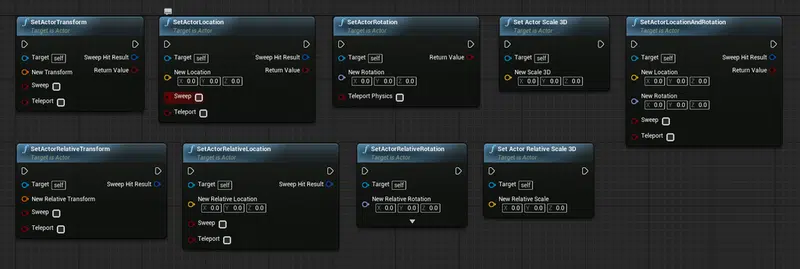 SetActorTransform
Target is Actor
Target self Sweep Hit Result
New Transform Return Value
Sweep
Teleport
SetActorLocation
Target is Actor
Target self Sweep Hit Result
New Location Return Value
X 0.0 Y 0.0 Z 0.0
Sweep
Teleport
SetActorRotation
Target is Actor
Target self Return Value
New Rotation
X 0.0 Y 0.0 Z 0.0
Teleport Physics
Set Actor Scale 3D
Target is Actor
Target self
New Scale 3D
X 0.0 Y 0.0 Z 0.0
SetActorLocationAndRotation
Target is Actor
Target self Sweep Hit Result
New Location Return Value
X 0.0 Y 0.0 Z 0.0
New Rotation
X 0.0 Y 0.0 Z 0.0
Sweep
Teleport
SetActorRelativeTransform
Target is Actor
Target self Sweep Hit Result
New Relative Transform
Sweep
Teleport
SetActorRelativeLocation
Target is Actor
Target self Sweep Hit Result
New Relative Location
X 0.0 Y 0.0 Z 0.0
Sweep
Teleport
SetActorRelativeRotation
Target is Actor
Target self
New Relative Rotation
X 0.0 Y 0.0 Z 0.0
Set Actor Relative Scale 3D
Target is Actor
Target self
New Relative Scale
X 0.0 Y 0.0 Z 0.0